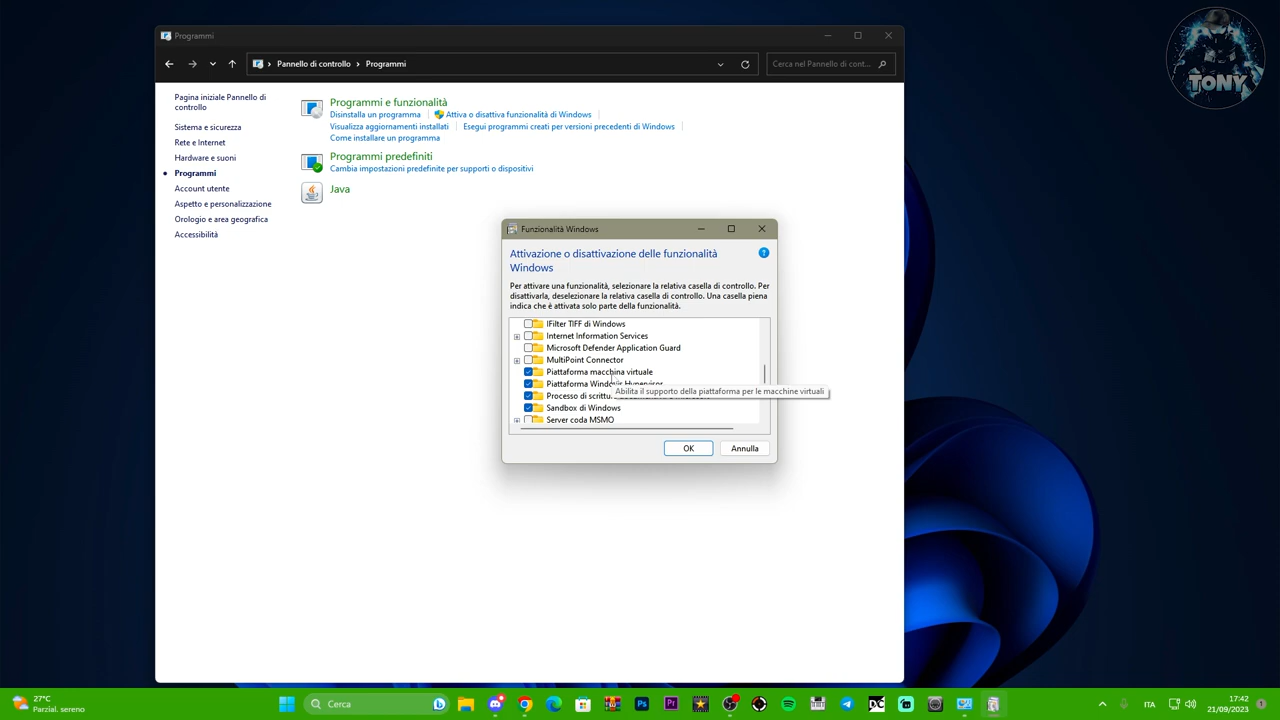 TONY
Programmi
Pannello di controllo > Programmi
Cerca nel Pannello di cont...
Pagina iniziale Pannello di
controllo
Sistema e sicurezza
Rete e Internet
Hardware e suoni
Programmi
Account utente
Aspetto e personalizzazione
Orologio e area geografica
Accessibilità
Programmi e funzionalità
Disinstalla un programma
Attiva o disattiva funzionalità di Windows
Visualizza aggiornamenti installati
Esegui programmi creati per versioni precedenti di Windows
Come installare un programma
Programmi predefiniti
Cambia impostazioni predefinite per supporti o dispositivi
Java
Funzionalità Windows
Attivazione o disattivazione delle funzionalità
Windows
Per attivare una funzionalità, selezionare la relativa casella di controllo. Per
disattivarla, deselezionare la relativa casella di controllo. Una casella piena
indica che è attivata solo parte della funzionalità.
IFilter TIFF di Windows
Internet Information Services
Microsoft Defender Application Guard
MultiPoint Connector
Piattaforma macchina virtuale
Piattaforma Windows Hypervisor
Abilita il supporto della piattaforma per le macchine virtuali
Processo di scrittu
Sandbox di Windows
Server coda MSMQ
OK
Annulla
27°C
Parzial. sereno
Cerca
ITA
17:42
21/09/2023